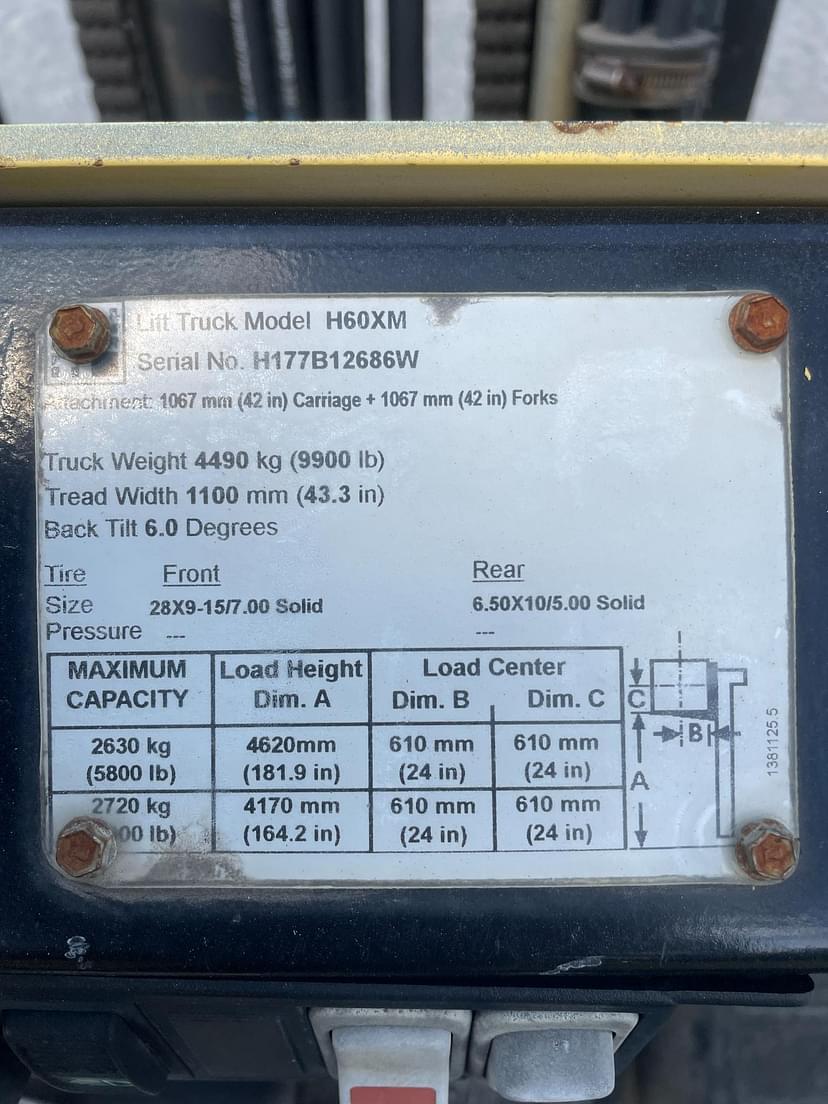 Lift Truck Model H60XM
Serial No. H177B12686W
Attachment: 1067 mm (42 in) Carriage + 1067 mm (42 in) Forks
Truck Weight 4490 kg (9900 lb)
Tread Width 1100 mm (43.3 in)
Back Tilt 6.0 Degrees
Tire Front Rear
Size 28X9-15/7.00 Solid 6.50X10/5.00 Solid
Pressure --- ---
MAXIMUM Load Height Load Center
CAPACITY Dim. A Dim. B Dim. C
2630 kg 4620mm 610 mm 610 mm
(5800 lb) (181.9 in) (24 in) (24 in)
2720 kg 4170 mm 610 mm 610 mm
00 lb) (164.2 in) (24 in) (24 in)
C
B
A
1381125.5